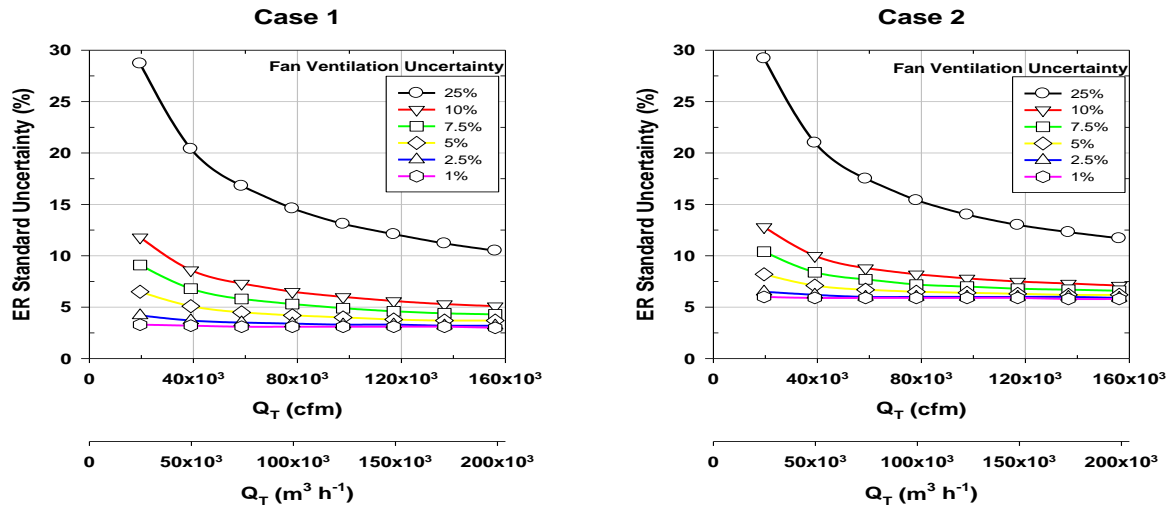 Case 1
30
25
20
15
10
5
0
ER Standard Uncertainty (%)
Fan Ventilation Uncertainty
25%
10%
7.5%
5%
2.5%
1%
0
40x10³
80x10³
120x10³
160x10³
Q_T (cfm)
0
50x10³
100x10³
150x10³
200x10³
Q_T (m³ h⁻¹)
Case 2
30
25
20
15
10
5
0
ER Standard Uncertainty (%)
Fan Ventilation Uncertainty
25%
10%
7.5%
5%
2.5%
1%
0
40x10³
80x10³
120x10³
160x10³
Q_T (cfm)
0
50x10³
100x10³
150x10³
200x10³
Q_T (m³ h⁻¹)